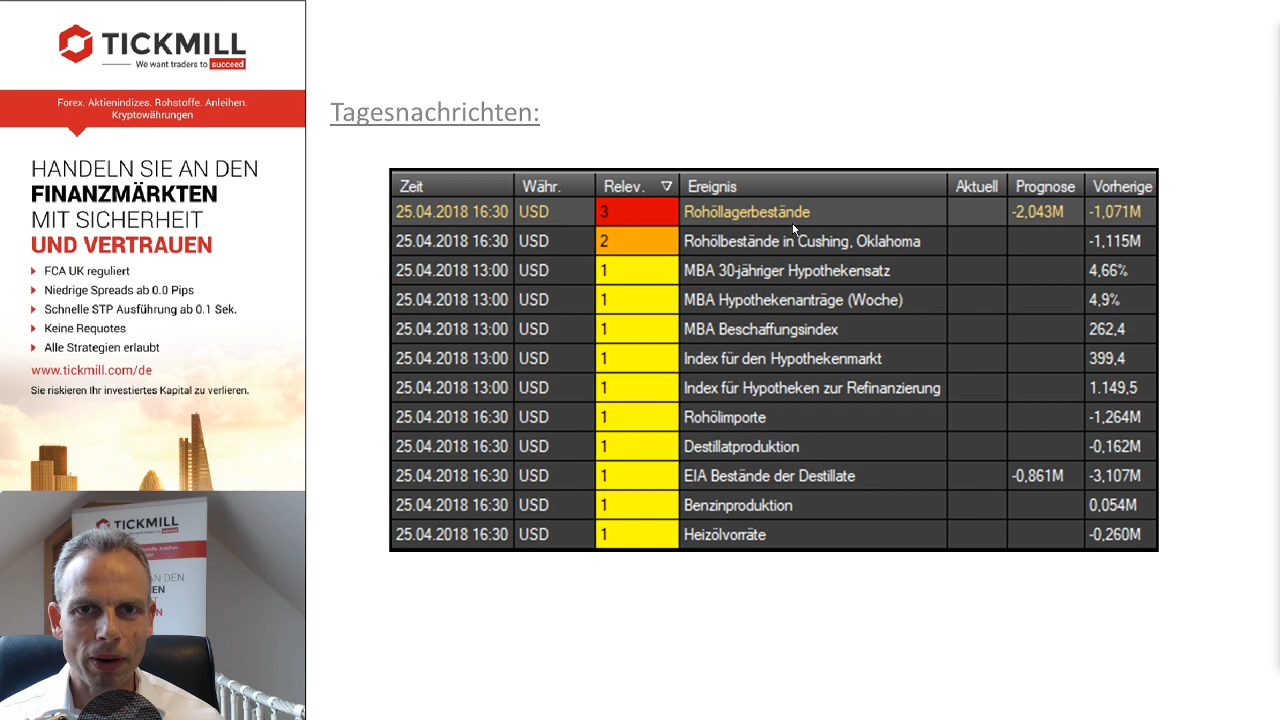 TICKMILL
We want traders to succeed
Forex. Aktienindizes. Rohstoffe. Anleihen.
Kryptowährungen
HANDELN SIE AN DEN
FINANZMÄRKTEN
MIT SICHERHEIT
UND VERTRAUEN
FCA UK reguliert
Niedrige Spreads ab 0.0 Pips
Schnelle STP Ausführung ab 0.1 Sek.
Keine Requotes
Alle Strategien erlaubt
www.tickmill.com/de
Sie riskieren Ihr investiertes Kapital zu verlieren.
TICKMILL
Tagesnachrichten:
Zeit Währ. Relev. Ereignis Aktuell Prognose Vorherige
25.04.2018 16:30 USD 3 Rohöllagerbestände -2,043M -1,071M
25.04.2018 16:30 USD 2 Rohölbestände in Cushing, Oklahoma -1,115M
25.04.2018 13:00 USD 1 MBA 30-jähriger Hypothekensatz 4,66%
25.04.2018 13:00 USD 1 MBA Hypothekenanträge (Woche) 4,9%
25.04.2018 13:00 USD 1 MBA Beschaffungsindex 262,4
25.04.2018 13:00 USD 1 Index für den Hypothekenmarkt 399,4
25.04.2018 13:00 USD 1 Index für Hypotheken zur Refinanzierung 1.149,5
25.04.2018 16:30 USD 1 Rohölimporte -1,264M
25.04.2018 16:30 USD 1 Destillatproduktion -0,162M
25.04.2018 16:30 USD 1 EIA Bestände der Destillate -0,861M -3,107M
25.04.2018 16:30 USD 1 Benzinproduktion 0,054M
25.04.2018 16:30 USD 1 Heizölvorräte -0,260M